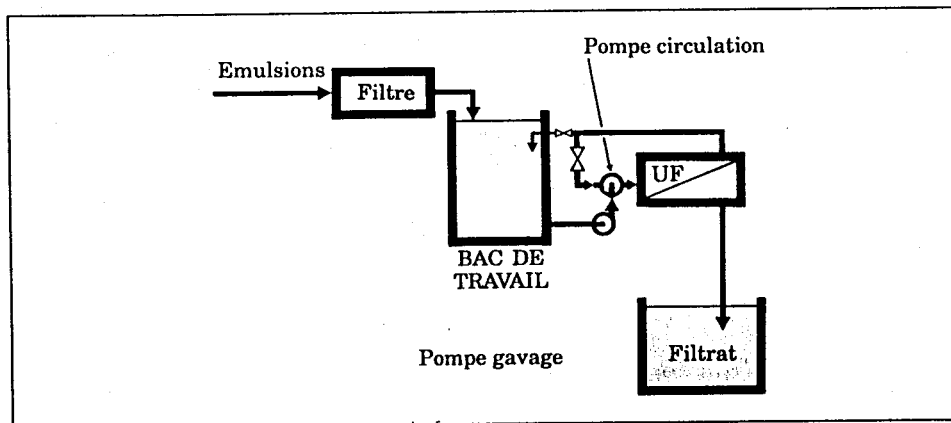 Pompe circulation
Emulsions
Filtre
UF
BAC DE
TRAVAIL
Pompe gavage
Filtrat